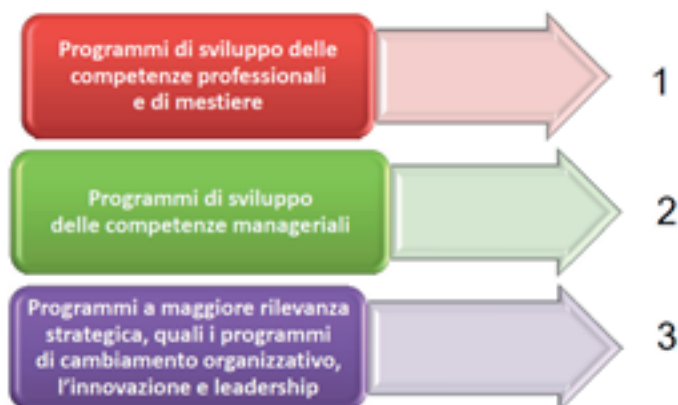 Programmi di sviluppo delle
competenze professionali
e di mestiere
1
Programmi di sviluppo
delle competenze manageriali
2
Programmi a maggiore rilevanza
strategica, quali i programmi
di cambiamento organizzativo,
l'innovazione e leadership
3